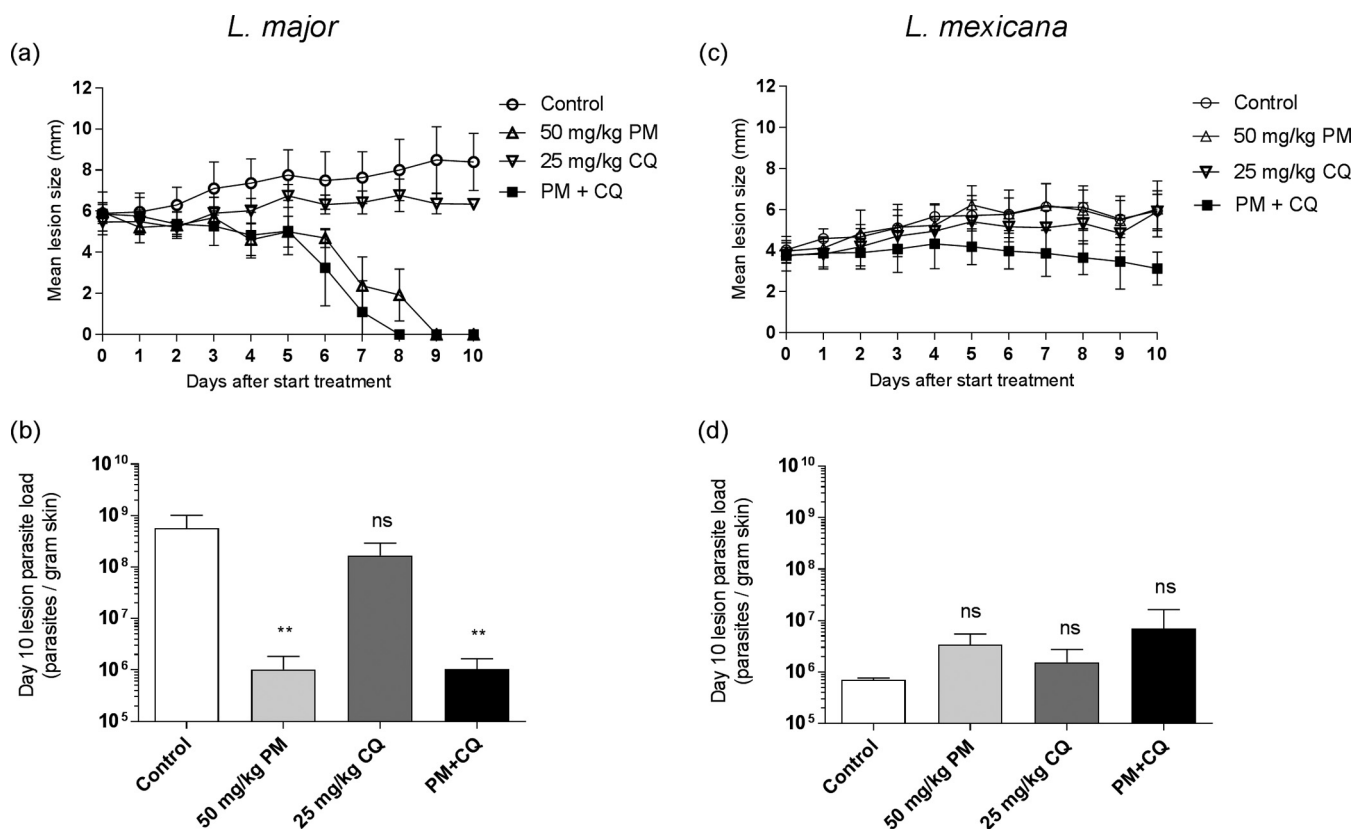 L. major
(a)
Mean lesion size (mm)
12
10
8
6
4
2
0
0 1 2 3 4 5 6 7 8 9 10
Days after start treatment
Control
50 mg/kg PM
25 mg/kg CQ
PM + CQ
L. mexicana
(c)
Mean lesion size (mm)
12
10
8
6
4
2
0
0 1 2 3 4 5 6 7 8 9 10
Days after start treatment
Control
50 mg/kg PM
25 mg/kg CQ
PM + CQ
(b)
Day 10 lesion parasite load
(parasites / gram skin)
10^10
10^9
10^8
10^7
10^6
10^5
**
ns
**
Control
50 mg/kg PM
25 mg/kg CQ
PM+CQ
(d)
Day 10 lesion parasite load
(parasites / gram skin)
10^10
10^9
10^8
10^7
10^6
10^5
ns
ns
ns
Control
50 mg/kg PM
25 mg/kg CQ
PM+CQ